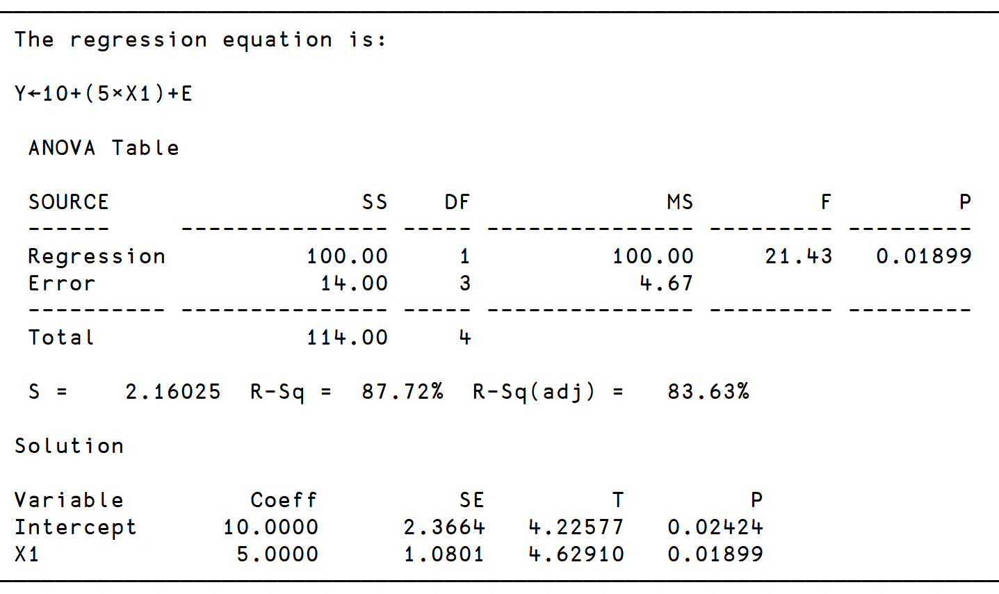 The regression equation is:
Y←10+(5×X1)+E
ANOVA Table
SOURCE SS DF MS F P
------ --------------- ----- --------------- --------- ---------
Regression 100.00 1 100.00 21.43 0.01899
Error 14.00 3 4.67
---------- --------------- ----- --------------- --------- ---------
Total 114.00 4
S = 2.16025 R-Sq = 87.72% R-Sq(adj) = 83.63%
Solution
Variable Coeff SE T P
Intercept 10.0000 2.3664 4.22577 0.02424
X1 5.0000 1.0801 4.62910 0.01899